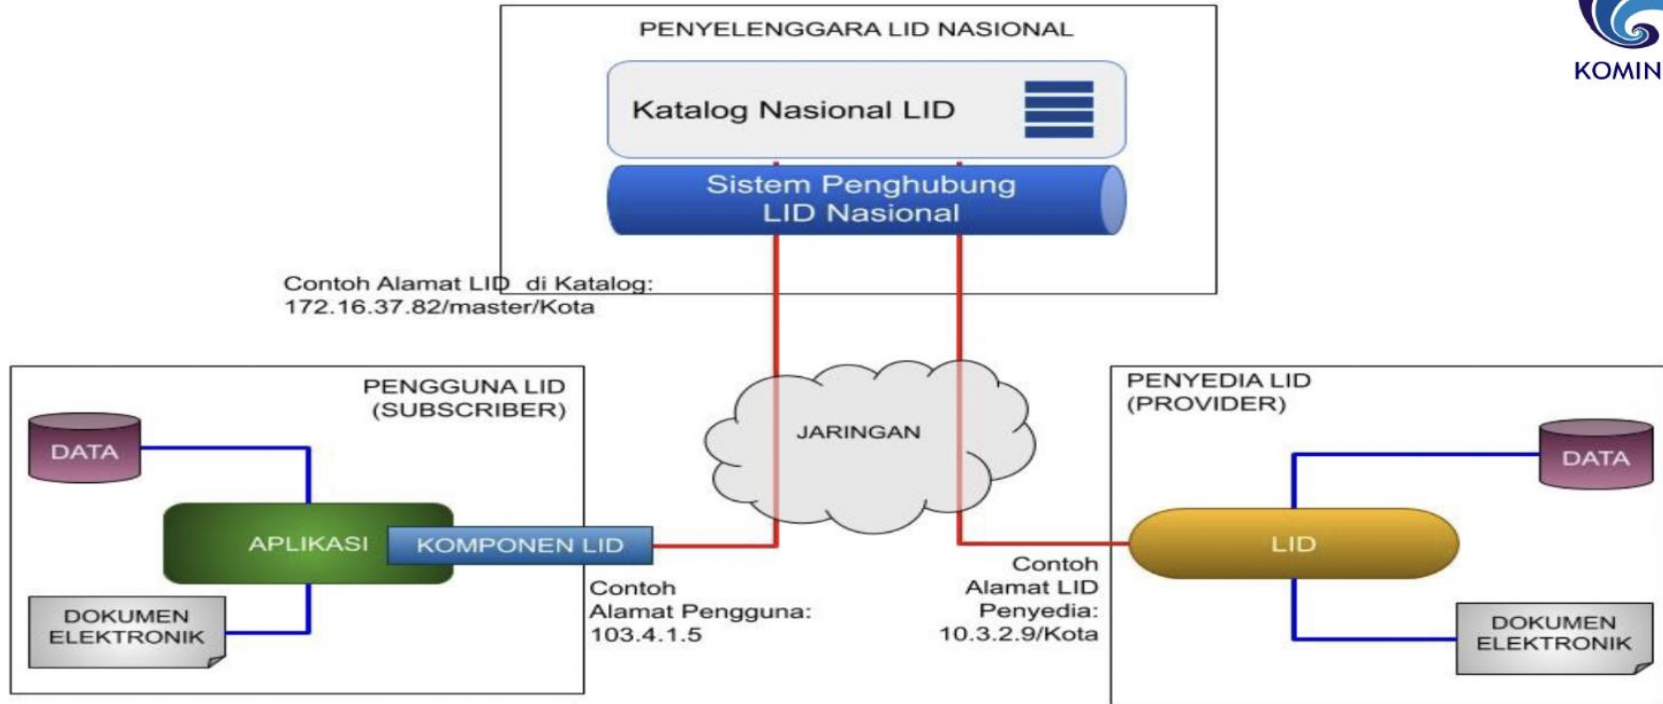 PENYELENGGARA LID NASIONAL
KOMIN
Katalog Nasional LID
Sistem Penghubung
LID Nasional
Contoh Alamat LID di Katalog:
172.16.37.82/master/Kota
PENGGUNA LID
(SUBSCRIBER)
DATA
APLIKASI
KOMPONEN LID
DOKUMEN
ELEKTRONIK
Contoh
Alamat Pengguna:
103.4.1.5
JARINGAN
PENYEDIA LID
(PROVIDER)
DATA
LID
Contoh
Alamat LID
Penyedia:
10.3.2.9/Kota
DOKUMEN
ELEKTRONIK